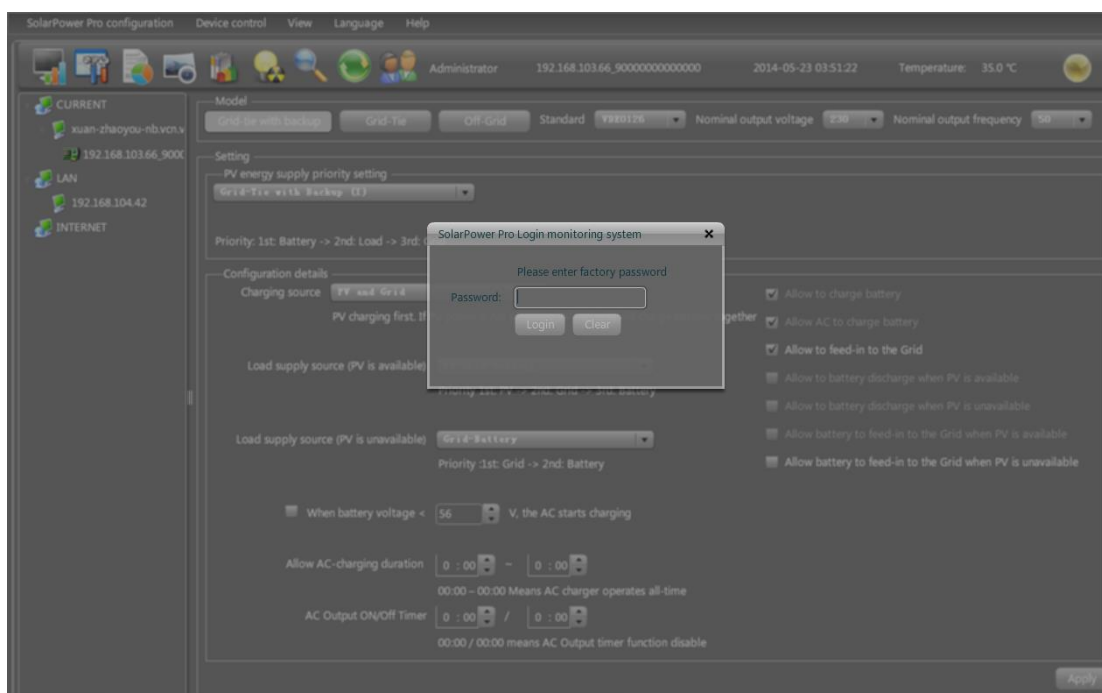 SolarPower Pro configuration Device control View Language Help
Administrator 192.168.103.66_90000000000000 2014-05-23 03:51:22 Temperature: 35.0 ℃
CURRENT
xuan-zhaoyou-nb.vcn.v
192.168.103.66_900C
LAN
192.168.104.42
INTERNET
Model
Grid-tie with backup Grid-Tie Off-Grid Standard VDE0126 Nominal output voltage 230 Nominal output frequency 50
Setting
PV energy supply priority setting
Grid-Tie with Backup (I)
Priority: 1st: Battery -> 2nd: Load -> 3rd:
SolarPower Pro Login monitoring system
Please enter factory password
Password:
Login Clear
Configuration details
Charging source PV and Grid
PV charging first. If together
Load supply source (PV is available)
Priority 1st: PV -> 2nd: Grid -> 3rd: Battery
Load supply source (PV is unavailable) Grid-Battery
Priority :1st: Grid -> 2nd: Battery
When battery voltage < 56 V, the AC starts charging
Allow AC-charging duration 0 : 00 ~ 0 : 00
00:00 – 00:00 Means AC charger operates all-time
AC Output ON/Off Timer 0 : 00 / 0 : 00
00:00 / 00:00 means AC Output timer function disable
Allow to charge battery
Allow AC to charge battery
Allow to feed-in to the Grid
Allow to battery discharge when PV is available
Allow to battery discharge when PV is unavailable
Allow battery to feed-in to the Grid when PV is available
Allow battery to feed-in to the Grid when PV is unavailable
Apply